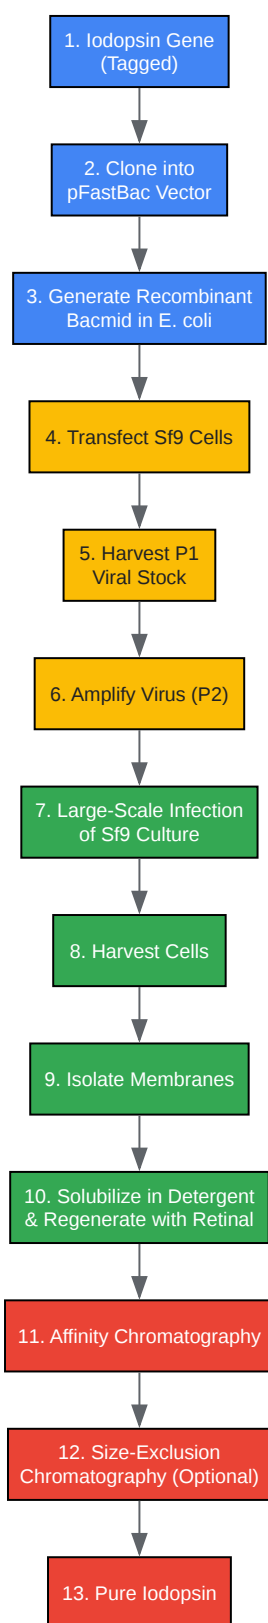 1. Iodopsin Gene
(Tagged)
2. Clone into
pFastBac Vector
3. Generate Recombinant
Bacmid in E. coli
4. Transfect Sf9 Cells
5. Harvest P1
Viral Stock
6. Amplify Virus (P2)
7. Large-Scale Infection
of Sf9 Culture
8. Harvest Cells
9. Isolate Membranes
10. Solubilize in Detergent
& Regenerate with Retinal
11. Affinity Chromatography
12. Size-Exclusion
Chromatography (Optional)
13. Pure Iodopsin